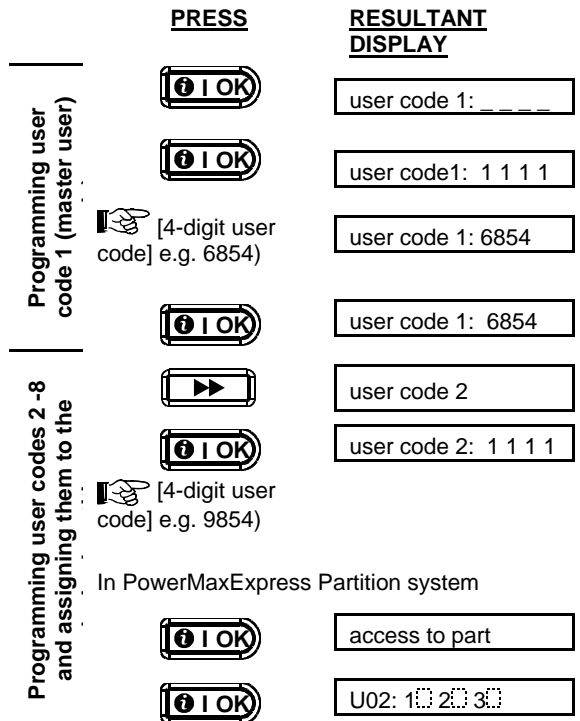 PRESS RESULTANT
DISPLAY
Programming user
code 1 (master user)
I OK user code 1: _ _ _ _
I OK user code1: 1 1 1 1
[4-digit user
code] e.g. 6854) user code 1: 6854
I OK user code 1: 6854
user code 2
I OK user code 2: 1 1 1 1
Programming user codes 2 -8
and assigning them to the
[4-digit user
code] e.g. 9854)
In PowerMaxExpress Partition system
I OK access to part
I OK U02: 1 2 3